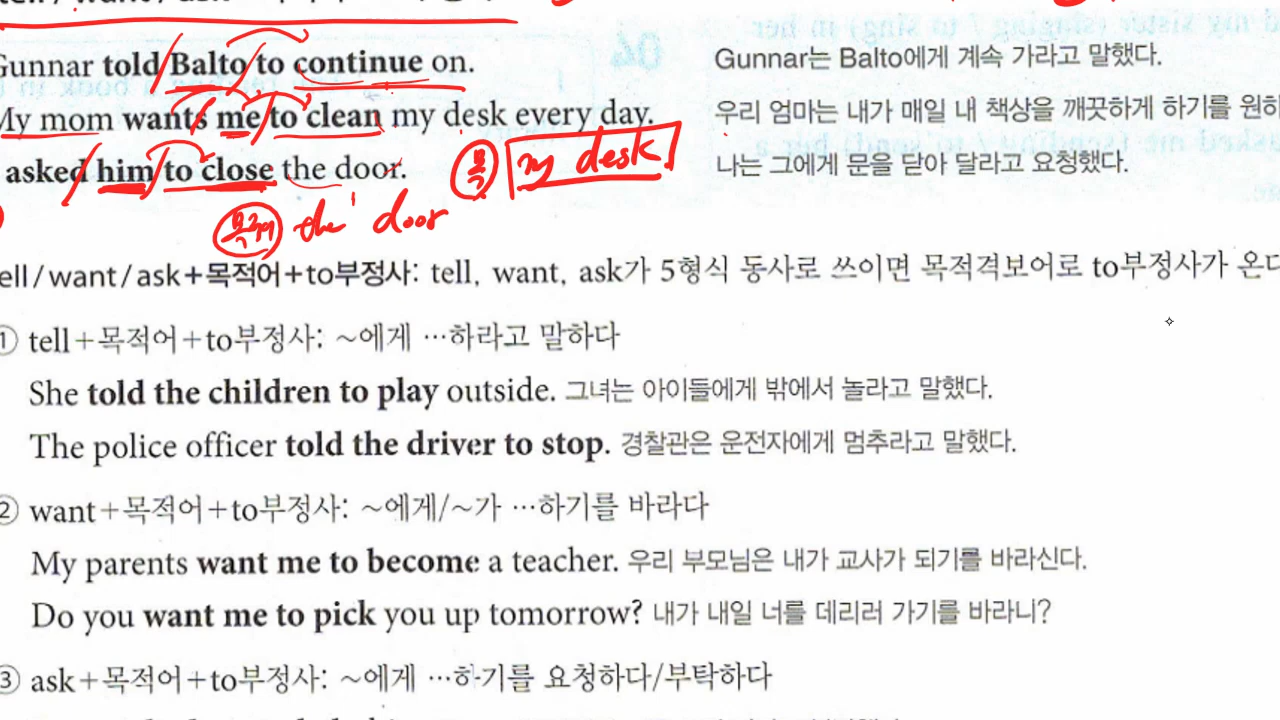 tell / want / ask
Gunnar told Balto to continue on. Gunnar는 Balto에게 계속 가라고 말했다.
My mom wants me to clean my desk every day. 우리 엄마는 내가 매일 내 책상을 깨끗하게 하기를 원하
asked him to close the door. 나는 그에게 문을 닫아 달라고 요청했다.
목 my desk
목적어 the door
ell/want/ask+목적어+to부정사: tell, want, ask가 5형식 동사로 쓰이면 목적격보어로 to부정사가 온다
① tell+목적어+to부정사: ~에게 …하라고 말하다
She told the children to play outside. 그녀는 아이들에게 밖에서 놀라고 말했다.
The police officer told the driver to stop. 경찰관은 운전자에게 멈추라고 말했다.
② want+목적어+to부정사: ~에게/~가 …하기를 바라다
My parents want me to become a teacher. 우리 부모님은 내가 교사가 되기를 바라신다.
Do you want me to pick you up tomorrow? 내가 내일 너를 데리러 가기를 바라니?
③ ask+목적어+to부정사: ~에게 …하기를 요청하다/부탁하다